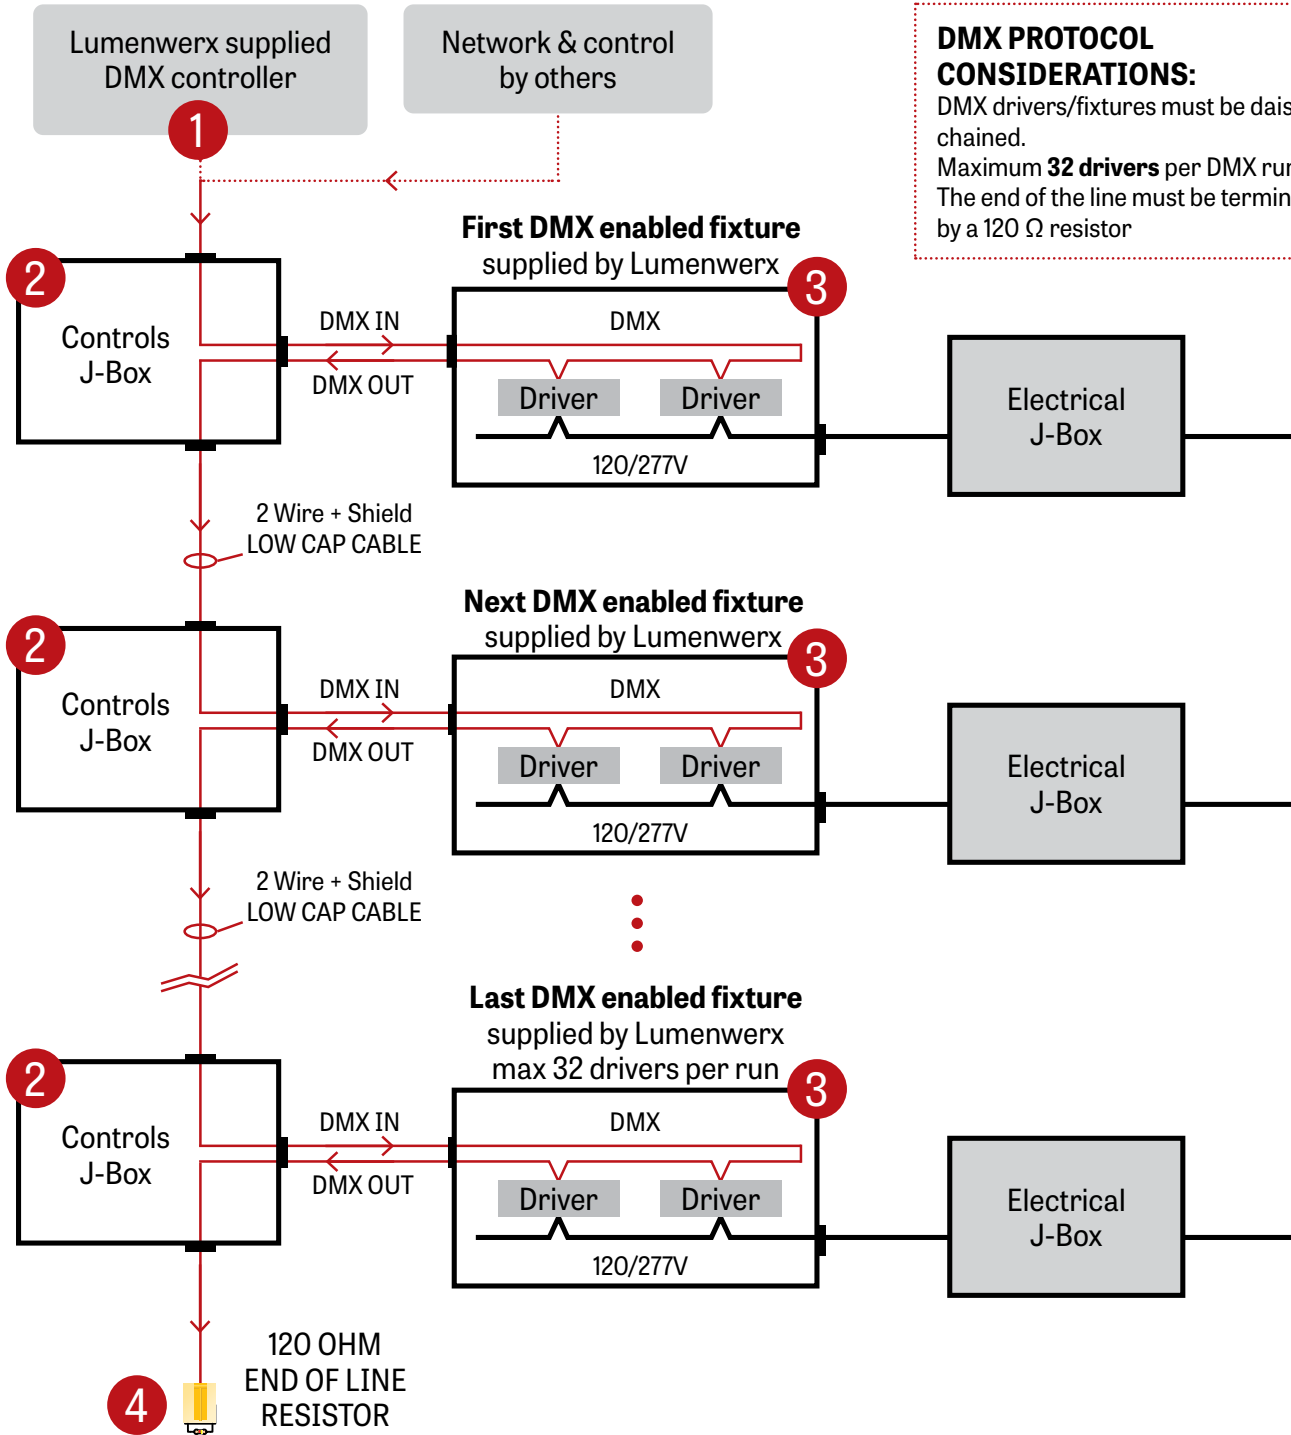 Lumenwerx supplied
DMX controller
1
Network & control
by others
DMX PROTOCOL
CONSIDERATIONS:
DMX drivers/fixtures must be
chained.
Maximum 32 drivers per DMX
The end of the line must be
by a 120 Ω resistor
First DMX enabled fixture
supplied by Lumenwerx
2
Controls
J-Box
DMX IN
DMX OUT
3
DMX
Driver
Driver
120/277V
Electrical
J-Box
2 Wire + Shield
LOW CAP CABLE
Next DMX enabled fixture
supplied by Lumenwerx
2
Controls
J-Box
DMX IN
DMX OUT
3
DMX
Driver
Driver
120/277V
Electrical
J-Box
2 Wire + Shield
LOW CAP CABLE
Last DMX enabled fixture
supplied by Lumenwerx
max 32 drivers per run
2
Controls
J-Box
DMX IN
DMX OUT
3
DMX
Driver
Driver
120/277V
Electrical
J-Box
4
120 OHM
END OF LINE
RESISTOR